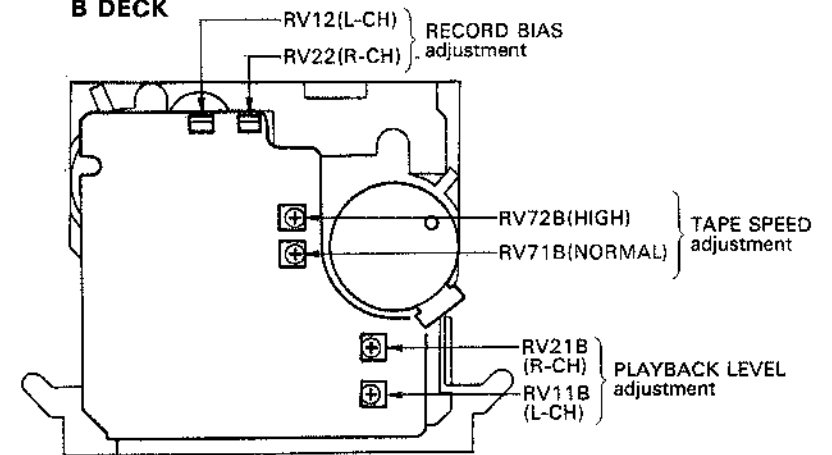 B DECK
RV12(L-CH)
RV22(R-CH)
RECORD BIAS
adjustment
RV72B(HIGH)
RV71B(NORMAL)
TAPE SPEED
adjustment
RV21B
(R-CH)
RV11B
(L-CH)
PLAYBACK LEVEL
adjustment